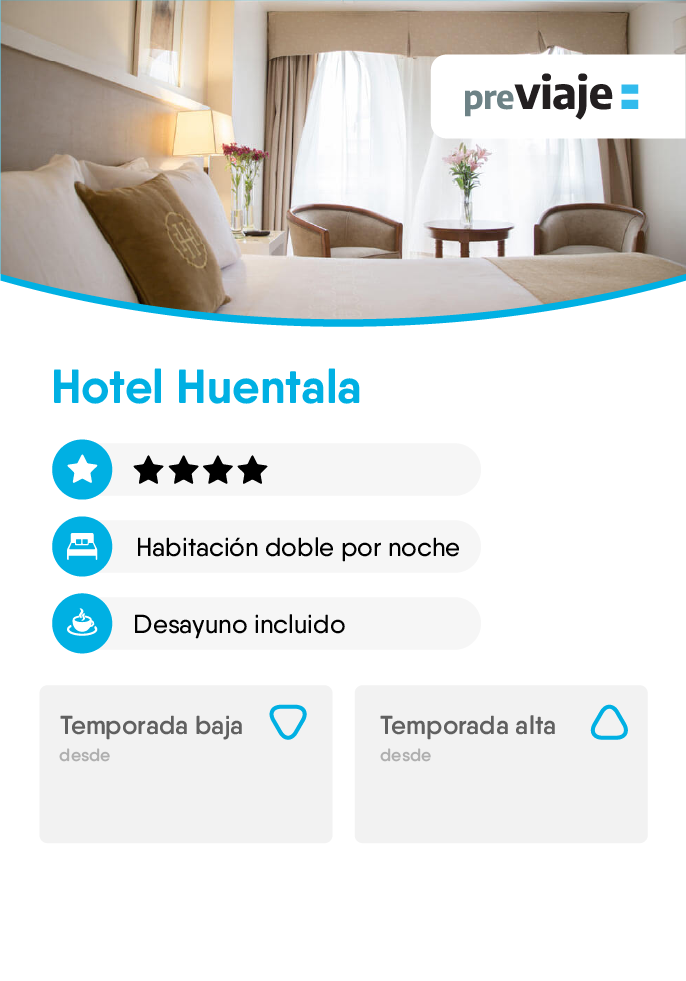 previaje
Hotel Huentala
Habitación doble por noche
Desayuno incluido
Temporada baja
desde
Temporada alta
desde